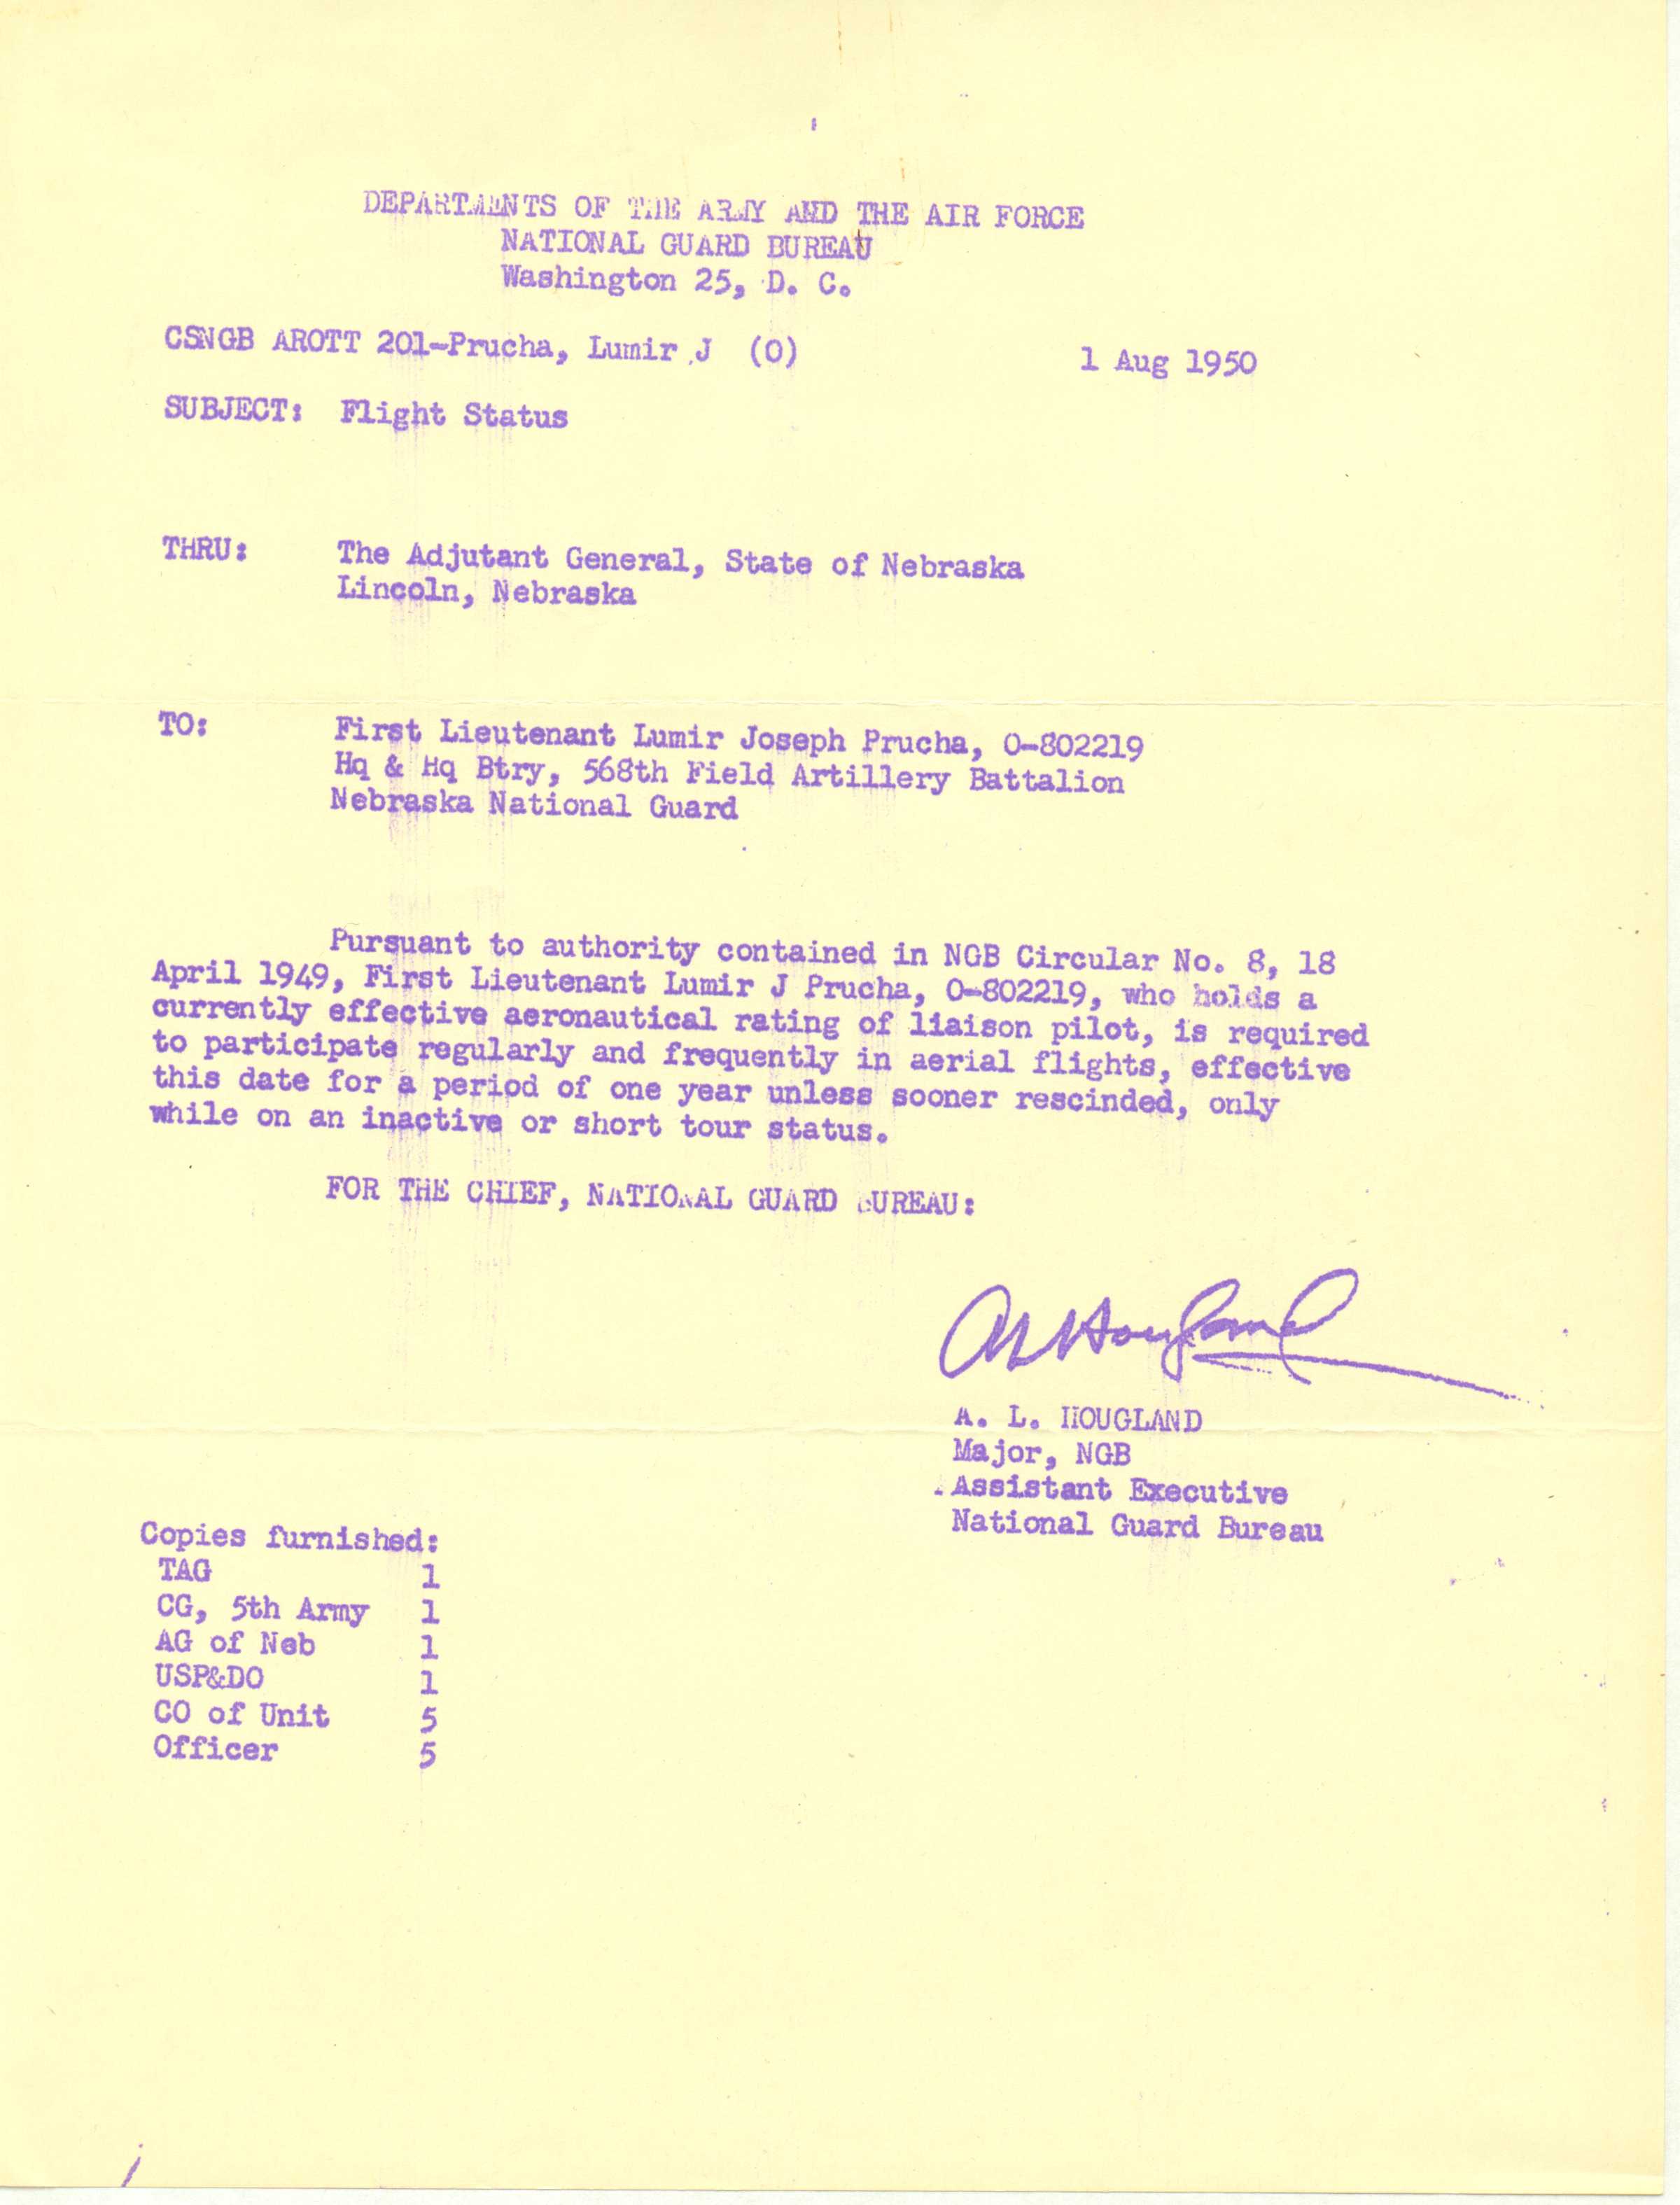 DEPARTMENTS OF THE ARMY AND THE AIR FORCE
NATIONAL GUARD BUREAU
Washington 25, D. C.
CSNGB AROTT 201-Prucha, Lumir J (O)
1 Aug 1950
SUBJECT: Flight Status
THRU: The Adjutant General, State of Nebraska
Lincoln, Nebraska
TO: First Lieutenant Lumir Joseph Prucha, O-802219
Hq & Hq Btry, 568th Field Artillery Battalion
Nebraska National Guard
Pursuant to authority contained in NGB Circular No. 8, 18
April 1949, First Lieutenant Lumir J Prucha, O-802219, who holds a
currently effective aeronautical rating of liaison pilot, is required
to participate regularly and frequently in aerial flights, effective
this date for a period of one year unless sooner rescinded, only
while on an inactive or short tour status.
FOR THE CHIEF, NATIONAL GUARD BUREAU:
A L Hougland
A. L. HOUGLAND
Major, NGB
Assistant Executive
National Guard Bureau
Copies furnished:
TAG 1
CG, 5th Army 1
AG of Neb 1
USP&DO 1
CO of Unit 5
Officer 5